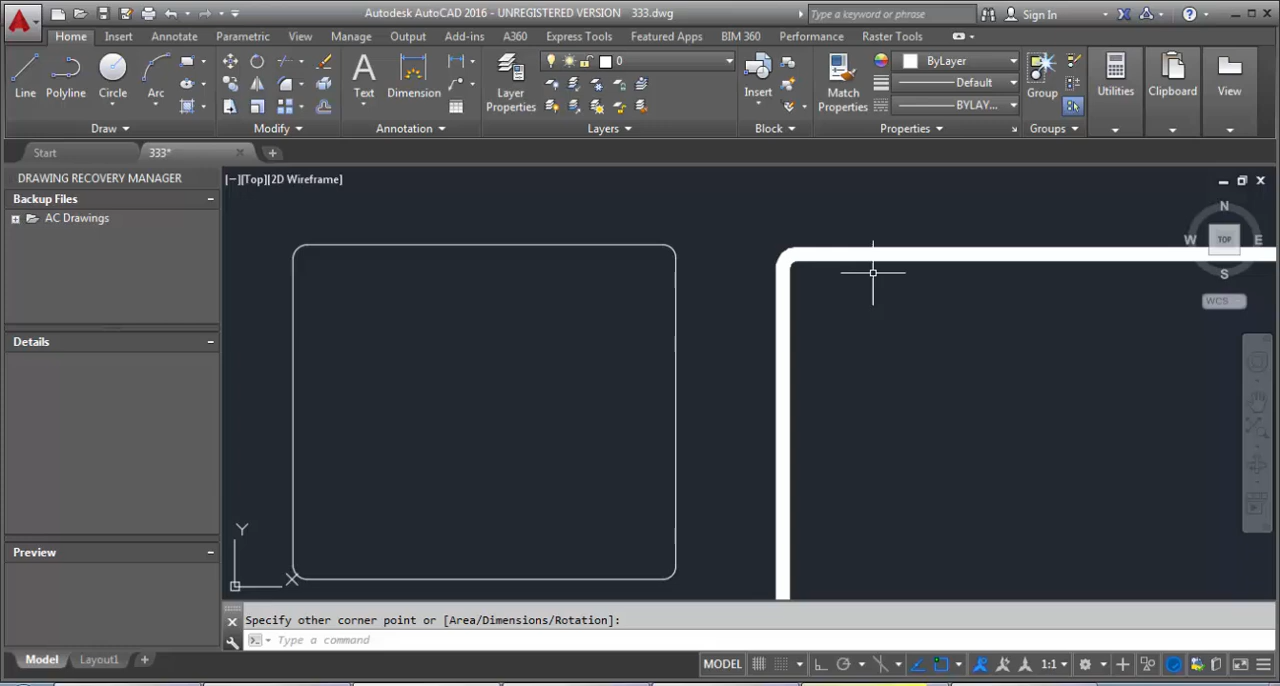 Autodesk AutoCAD 2016 - UNREGISTERED VERSION 333.dwg
Type a keyword or phrase
Sign In
Home Insert Annotate Parametric View Manage Output Add-ins A360 Express Tools Featured Apps BIM 360 Performance Raster Tools
0
ByLayer
Default
BYLAY...
Line Polyline Circle Arc
Text Dimension
Layer Properties
Insert
Match Properties
Group
Utilities Clipboard View
Draw Modify Annotation Layers Block Properties Groups
Start 333*
DRAWING RECOVERY MANAGER
[−][Top][2D Wireframe]
Backup Files
AC Drawings
N
W TOP E
S
WCS
Details
Y
X
Preview
Specify other corner point or [Area/Dimensions/Rotation]:
Type a command
Model Layout1 +
MODEL
1:1